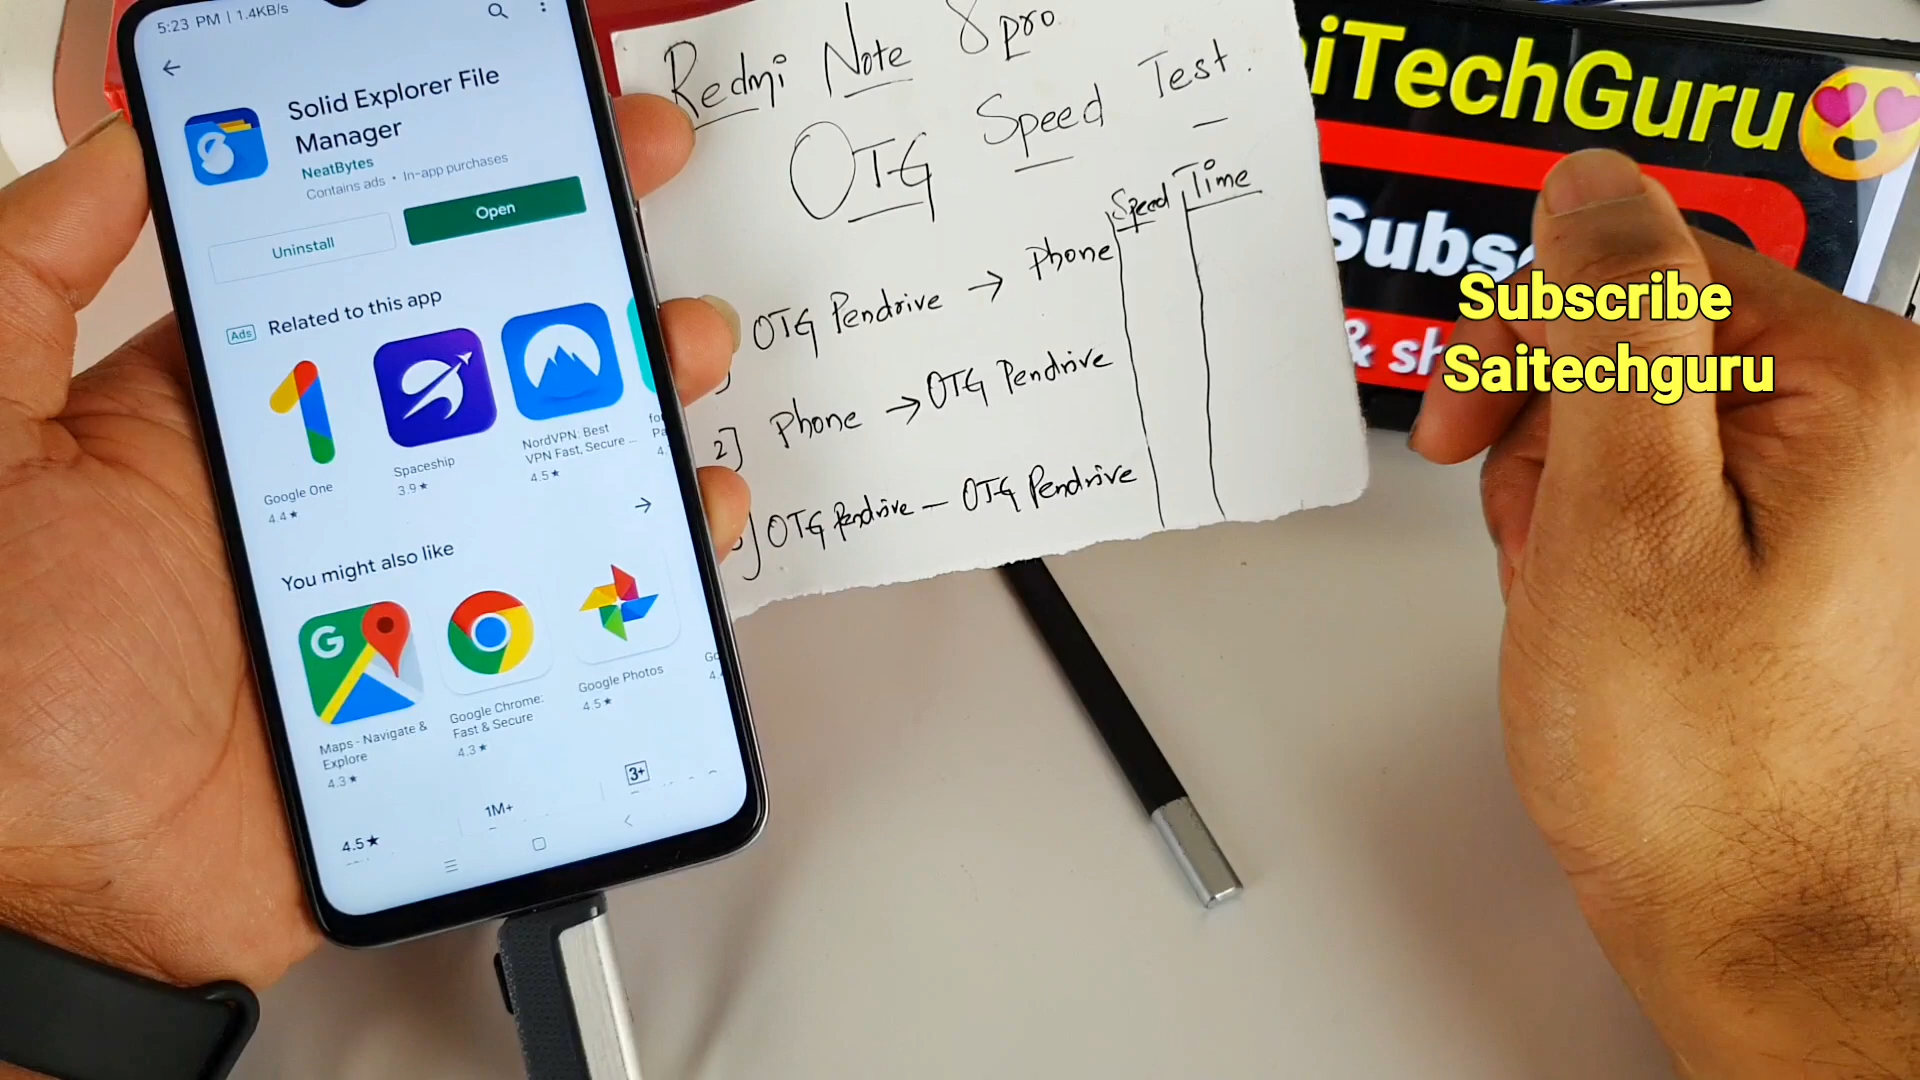 5:23 PM | 1.4KB/s
Solid Explorer File
Manager
NeatBytes
Contains ads • In-app purchases
Uninstall
Open
Ads Related to this app
Google One
4.4★
Spaceship
3.9★
NordVPN: Best
VPN Fast, Secure ...
4.5★
4.
You might also like
G
Maps - Navigate &
Explore
4.3★
Google Chrome:
Fast & Secure
4.3★
Google Photos
4.5★
4.
4.5★
1M+
3+
Redmi Note 8 pro
OTG Speed Test.
Speed Time
OTG Pendrive → Phone
2] Phone → OTG Pendrive
] OTG Pendrive – OTG Pendrive
iTechGuru
Subs
& sh
Subscribe
Saitechguru